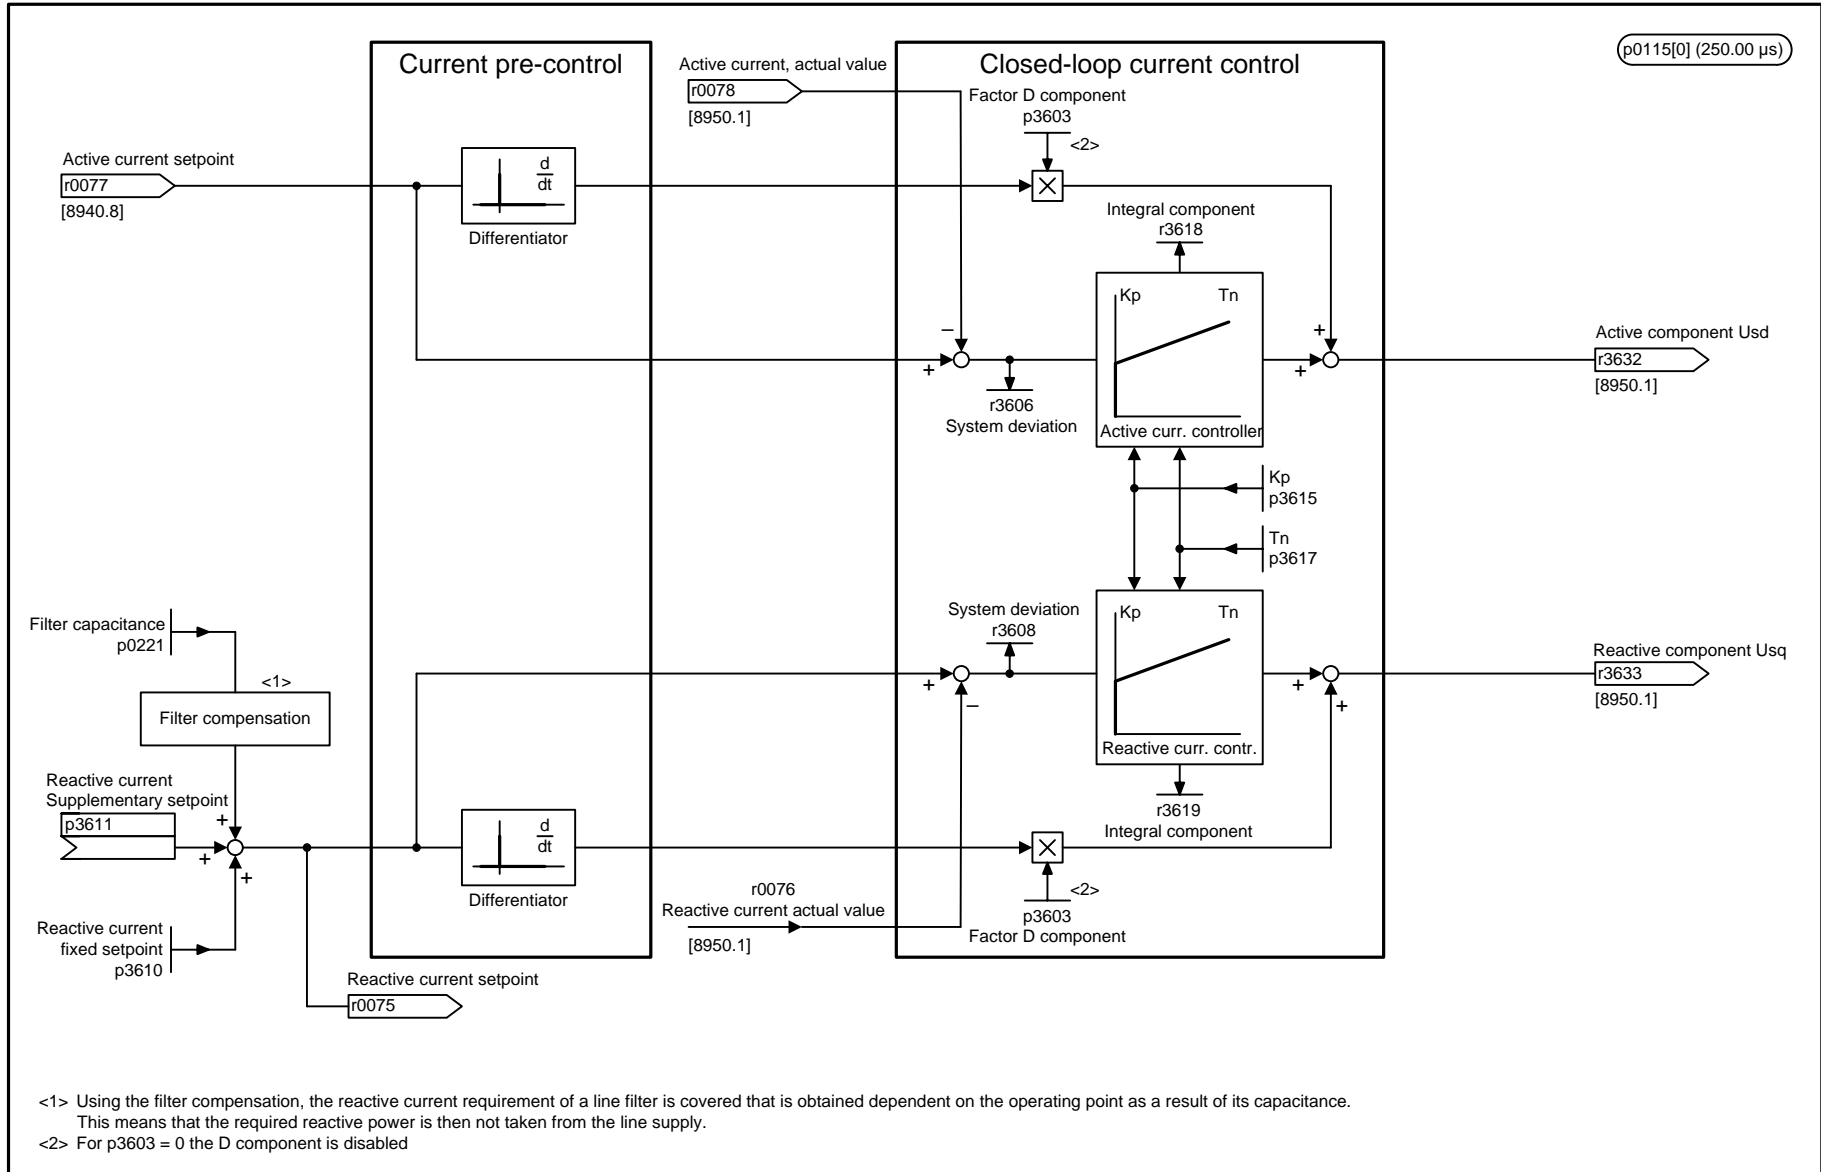 p0115[0] (250.00 µs)
Current pre-control
Closed-loop current control
Active current, actual value
r0078
[8950.1]
Factor D component
p3603
<2>
Active current setpoint
r0077
[8940.8]
d
dt
Differentiator
Integral component
r3618
Kp
Tn
Active curr. controller
–
+
r3606
System deviation
+
+
Active component Usd
r3632
[8950.1]
Kp
p3615
Tn
p3617
System deviation
r3608
Kp
Tn
Reactive curr. contr.
+
–
+
+
Reactive component Usq
r3633
[8950.1]
r3619
Integral component
Filter capacitance
p0221
<1>
Filter compensation
Reactive current
Supplementary setpoint
p3611
+
+
+
Reactive current
fixed setpoint
p3610
d
dt
Differentiator
Reactive current setpoint
r0075
r0076
Reactive current actual value
[8950.1]
<2>
p3603
Factor D component
<1> Using the filter compensation, the reactive current requirement of a line filter is covered that is obtained dependent on the operating point as a result of its capacitance.
This means that the required reactive power is then not taken from the line supply.
<2> For p3603 = 0 the D component is disabled